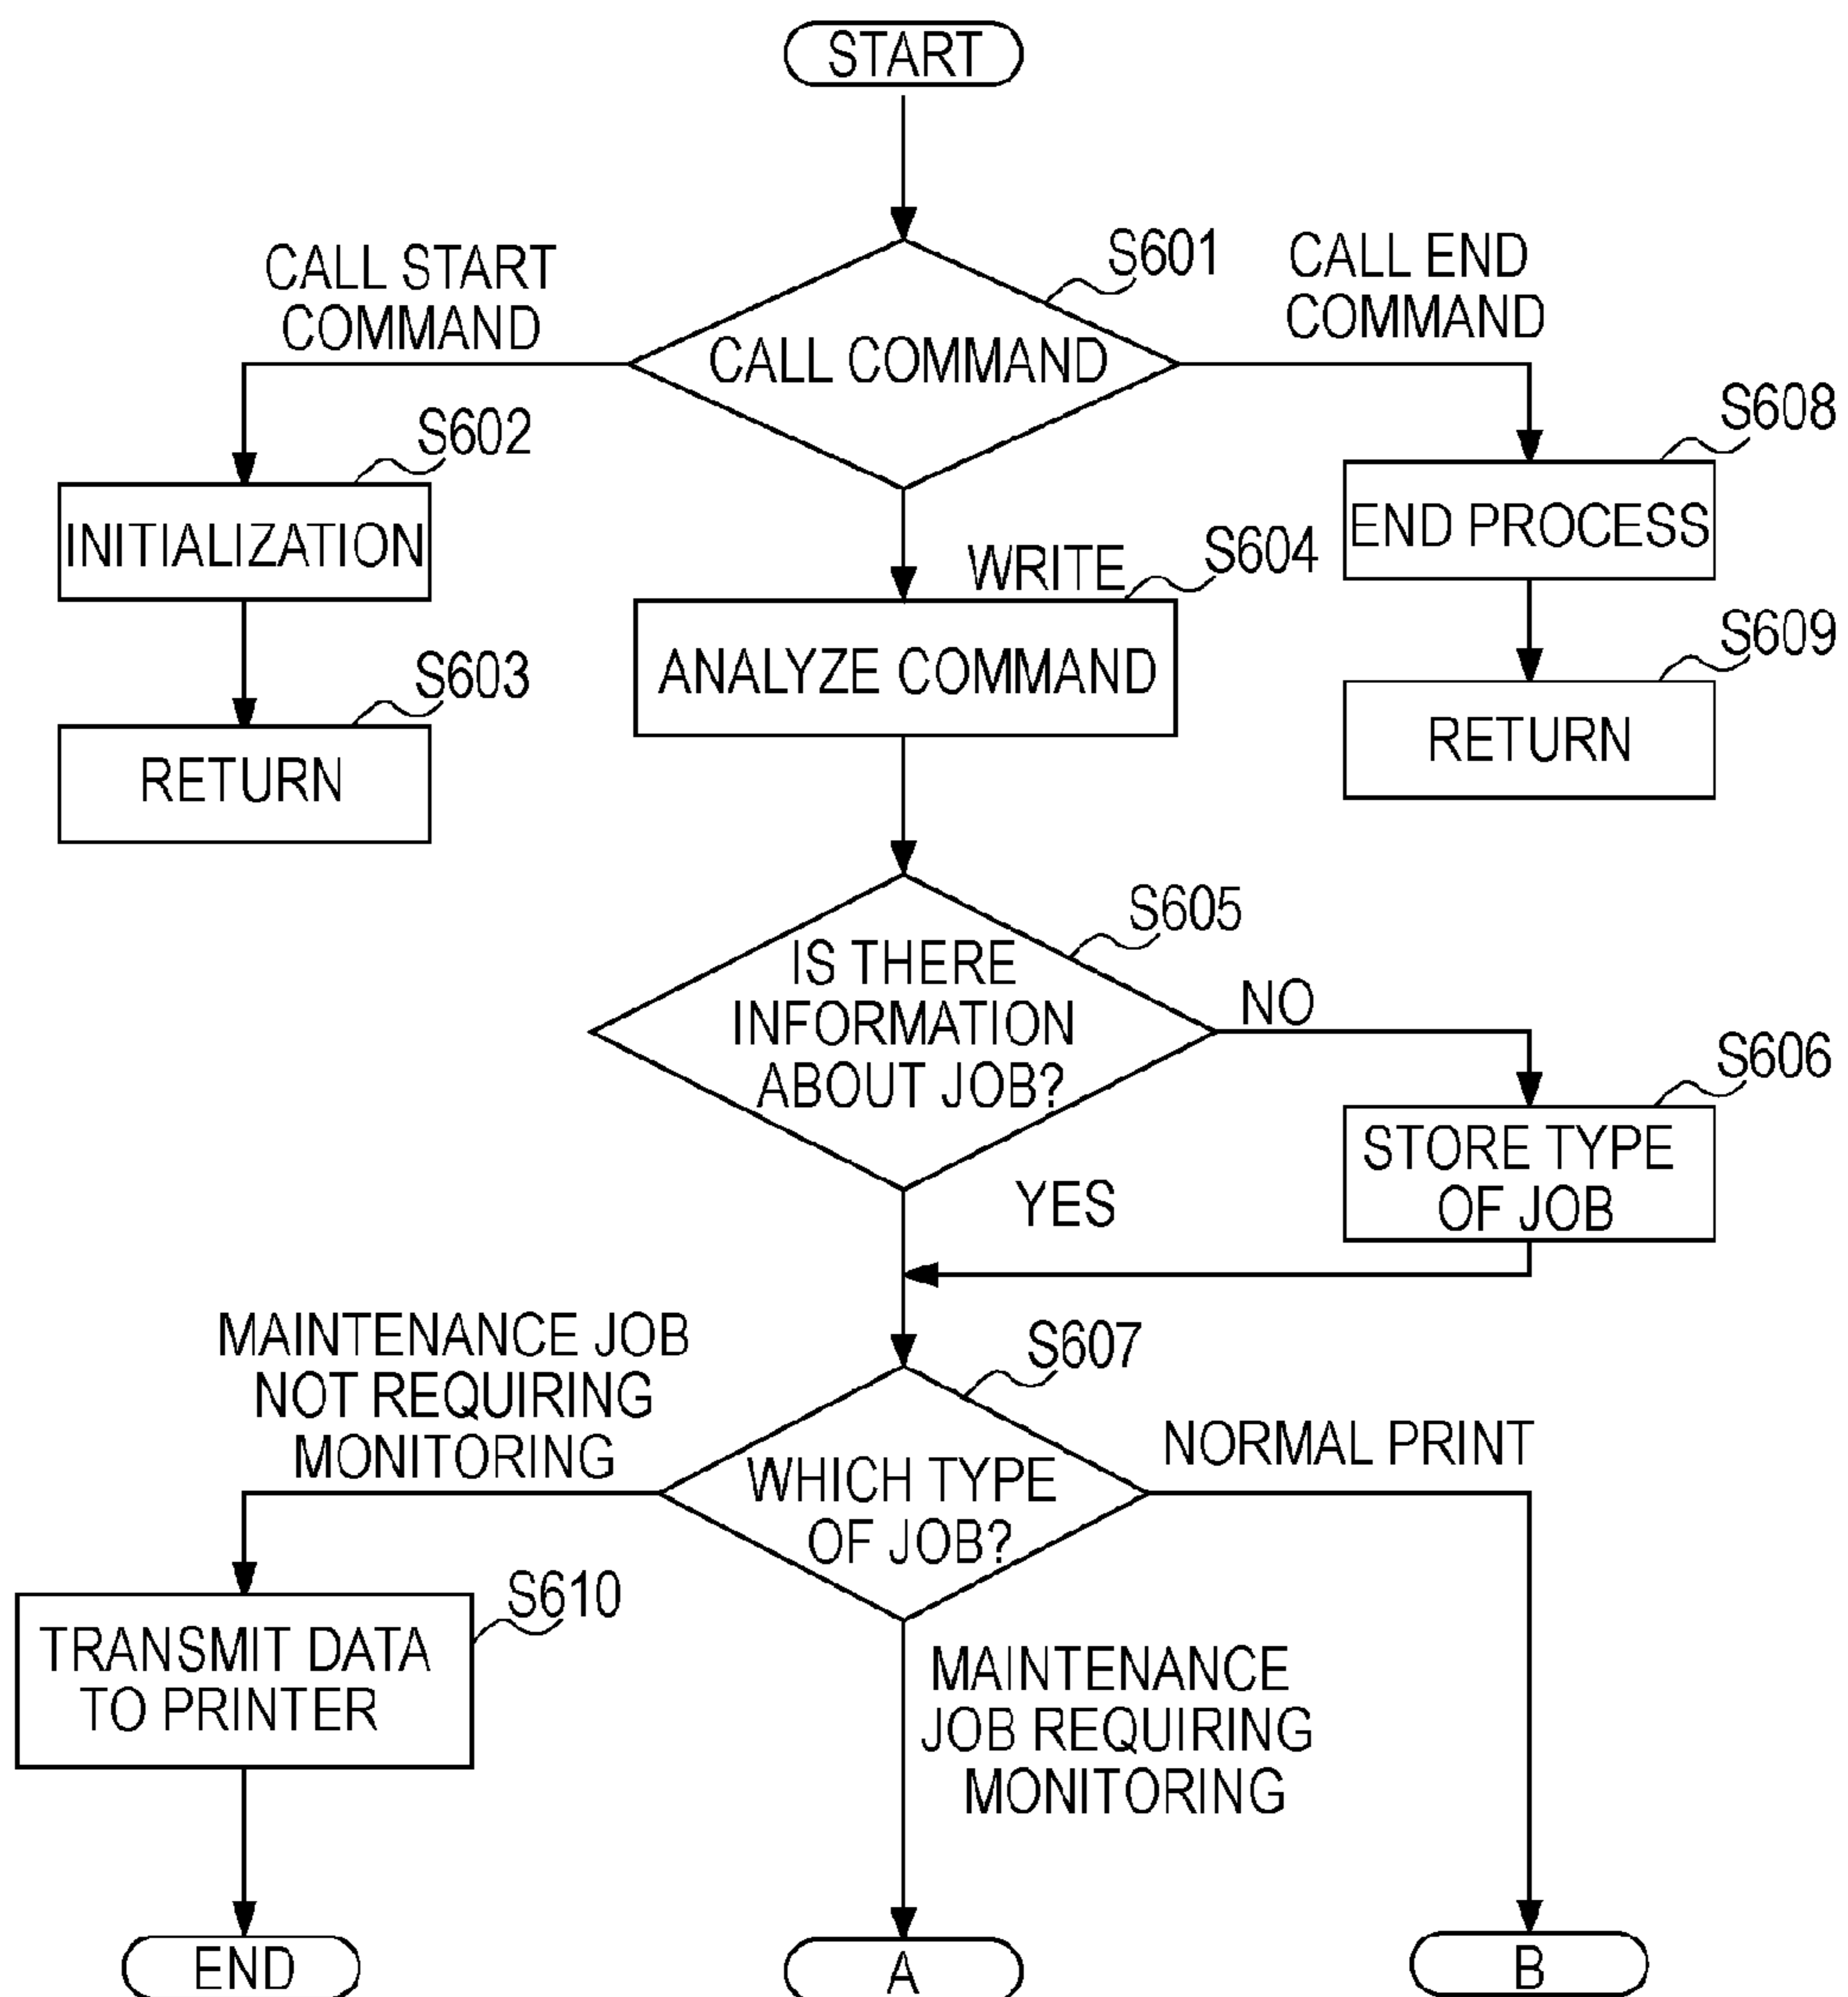 START
S601
CALL START
COMMAND
CALL END
COMMAND
CALL COMMAND
S602
INITIALIZATION
S603
RETURN
S608
END PROCESS
S609
RETURN
WRITE
S604
ANALYZE COMMAND
S605
IS THERE
INFORMATION
ABOUT JOB?
NO
S606
STORE TYPE
OF JOB
YES
S607
MAINTENANCE JOB
NOT REQUIRING
MONITORING
WHICH TYPE
OF JOB?
NORMAL PRINT
S610
TRANSMIT DATA
TO PRINTER
MAINTENANCE
JOB REQUIRING
MONITORING
END
A
B